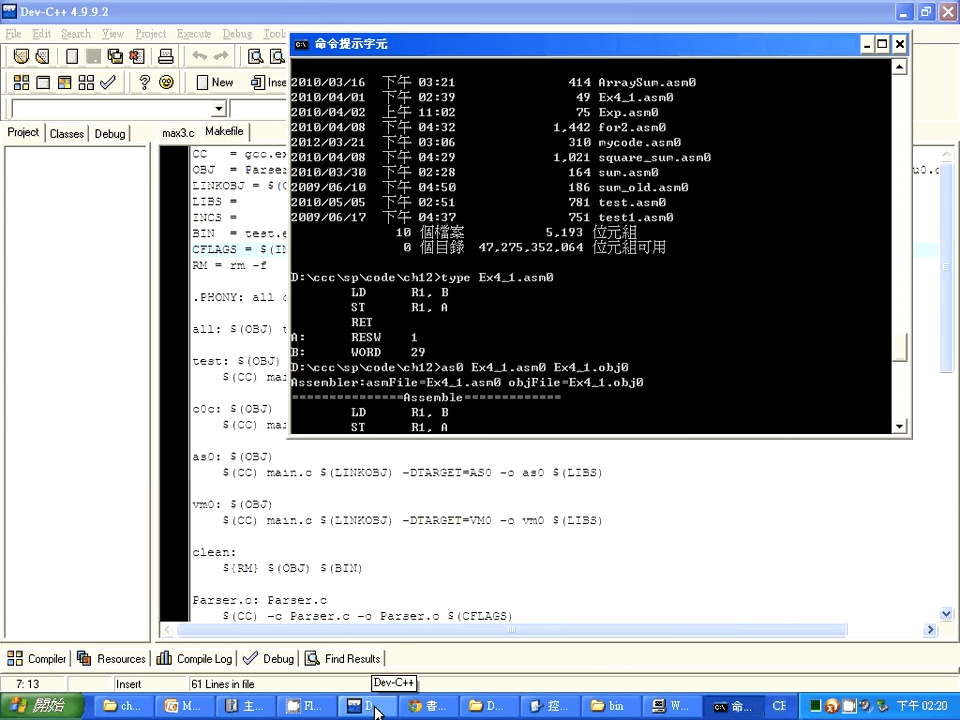 Dev-C++ 4.9.9.2
File Edit Search View Project Execute Debug
命令提示字元
New
Project Classes Debug
max3.c Makefile
2010/03/16 下午 03:21 414 ArraySum.asm0
2010/04/01 下午 02:39 49 Ex4_1.asm0
2010/04/02 上午 11:02 75 Exp.asm0
2010/04/08 下午 04:32 1,442 for2.asm0
2012/03/21 下午 03:06 310 mycode.asm0
2010/04/08 下午 04:29 1,021 square_sum.asm0
2010/03/30 下午 02:28 164 sum.asm0
2009/06/10 下午 04:50 186 sum_old.asm0
2010/05/05 下午 02:51 781 test.asm0
2009/06/17 下午 04:37 751 test1.asm0
10 個檔案 5,193 位元組
0 個目錄 47,275,352,064 位元組可用
D:\ccc\sp\code\ch12>type Ex4_1.asm0
LD R1, B
ST R1, A
RET
A: RESW 1
B: WORD 29
D:\ccc\sp\code\ch12>as0 Ex4_1.asm0 Ex4_1.obj0
Assembler:asmFile=Ex4_1.asm0 objFile=Ex4_1.obj0
===============Assemble=============
LD R1, B
ST R1, A
CC = gcc.ex
OBJ = Parser
LINKOBJ = $(O
LIBS =
INCS =
BIN = test.e
CFLAGS = $(IN
RM = rm -f
.PHONY: all c
all: $(OBJ) t
test: $(OBJ)
$(CC) mai
c0c: $(OBJ)
$(CC) mai
as0: $(OBJ)
$(CC) main.c $(LINKOBJ) -DTARGET=AS0 -o as0 $(LIBS)
vm0: $(OBJ)
$(CC) main.c $(LINKOBJ) -DTARGET=VM0 -o vm0 $(LIBS)
clean:
${RM} $(OBJ) $(BIN)
Parser.o: Parser.c
$(CC) -c Parser.c -o Parser.o $(CFLAGS)
Compiler Resources Compile Log Debug Find Results
7: 13 Insert 61 Lines in file
Dev-C++
開始 ch... M... 主... Fl... D... 書... D... 控... bin W... 命... CE 下午 02:20